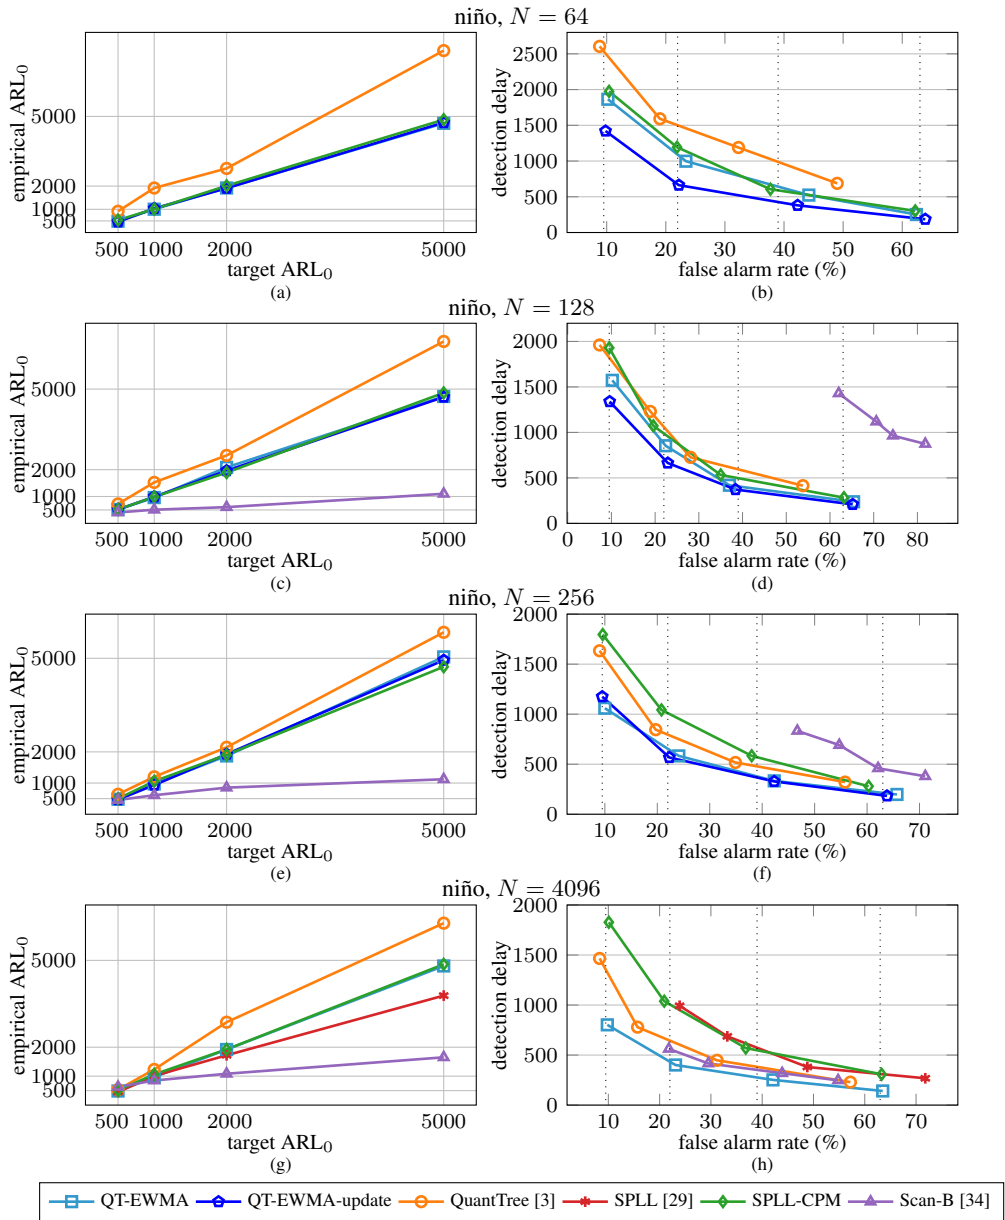 niño, N = 64
empirical ARL0
5000
2000
1000
500
500 1000 2000 5000
target ARL0
(a)
detection delay
2500
2000
1500
1000
500
0
10 20 30 40 50 60
false alarm rate (%)
(b)
niño, N = 128
empirical ARL0
5000
2000
1000
500
500 1000 2000 5000
target ARL0
(c)
detection delay
2000
1500
1000
500
0
0 10 20 30 40 50 60 70 80
false alarm rate (%)
(d)
niño, N = 256
empirical ARL0
5000
2000
1000
500
500 1000 2000 5000
target ARL0
(e)
detection delay
2000
1500
1000
500
0
10 20 30 40 50 60 70
false alarm rate (%)
(f)
niño, N = 4096
empirical ARL0
5000
2000
1000
500
500 1000 2000 5000
target ARL0
(g)
detection delay
2000
1500
1000
500
0
10 20 30 40 50 60 70
false alarm rate (%)
(h)
QT-EWMA QT-EWMA-update QuantTree [3] SPLL [29] SPLL-CPM Scan-B [34]